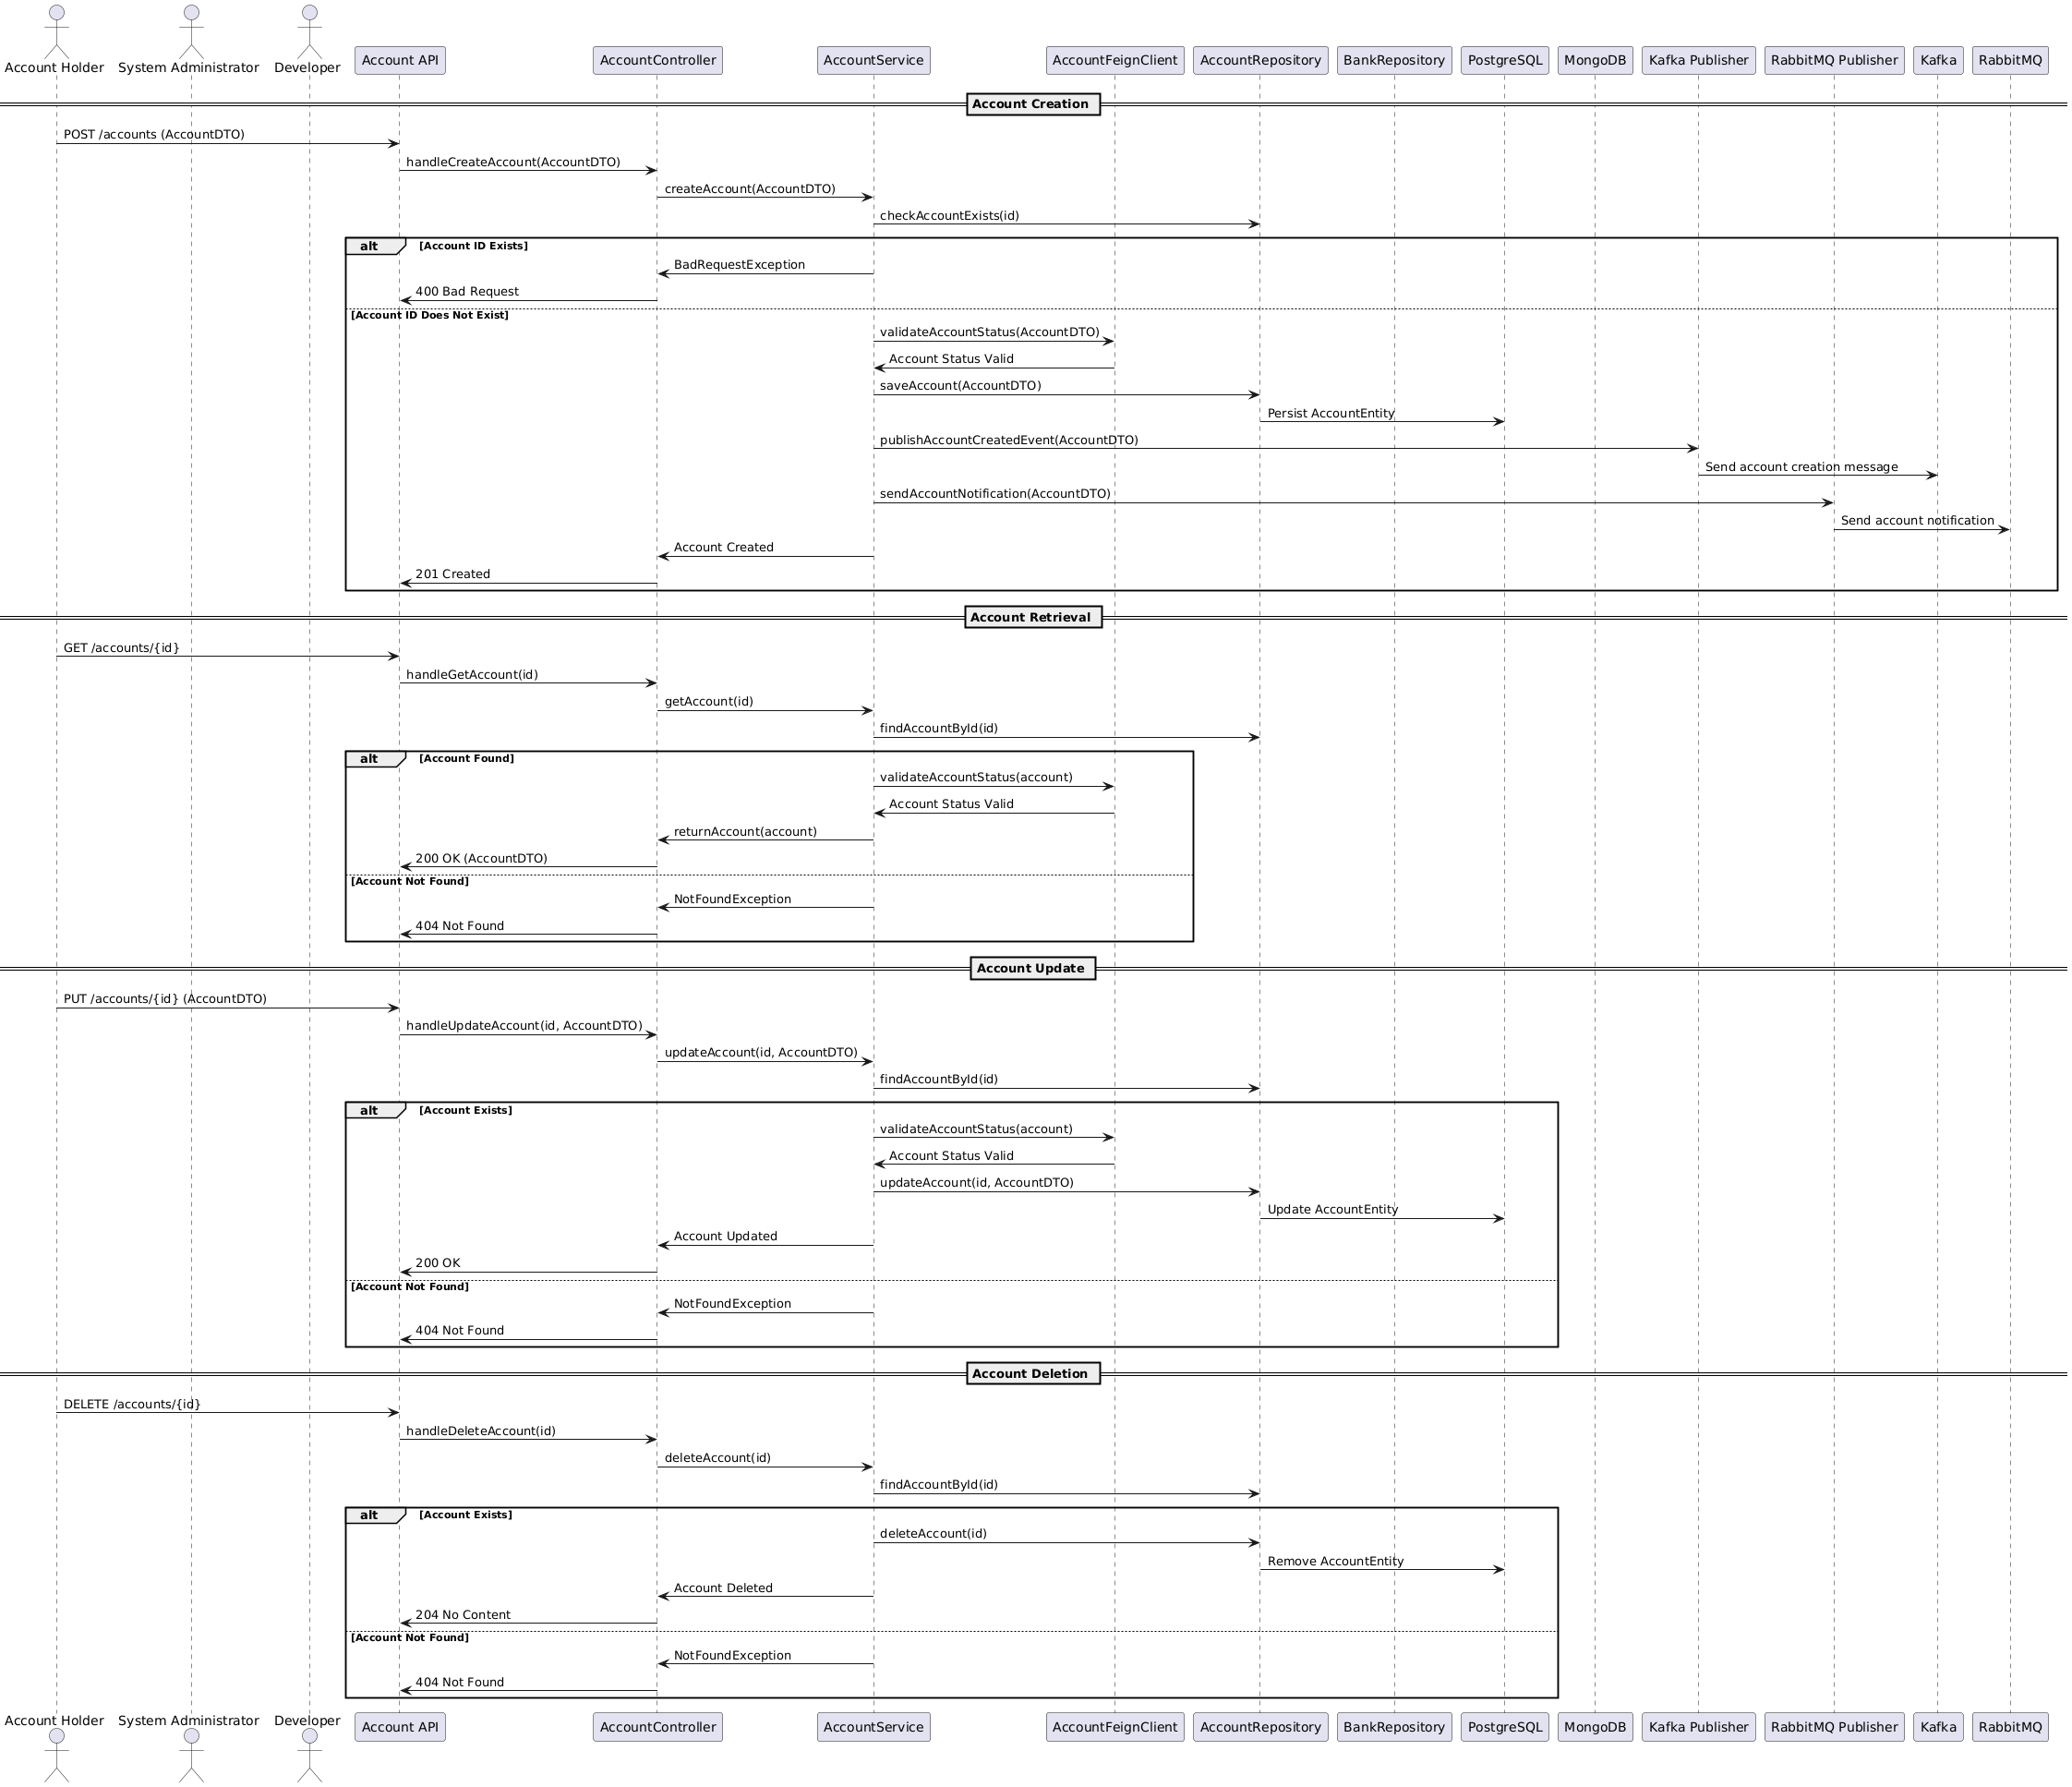 Account Holder System Administrator Developer Account API AccountController AccountService AccountFeignClient AccountRepository BankRepository PostgreSQL MongoDB Kafka Publisher RabbitMQ Publisher Kafka RabbitMQ
Account Creation
POST /accounts (AccountDTO)
handleCreateAccount(AccountDTO)
createAccount(AccountDTO)
checkAccountExists(id)
alt [Account ID Exists]
BadRequestException
400 Bad Request
[Account ID Does Not Exist]
validateAccountStatus(AccountDTO)
Account Status Valid
saveAccount(AccountDTO)
Persist AccountEntity
publishAccountCreatedEvent(AccountDTO)
Send account creation message
sendAccountNotification(AccountDTO)
Send account notification
Account Created
201 Created
Account Retrieval
GET /accounts/{id}
handleGetAccount(id)
getAccount(id)
findAccountById(id)
alt [Account Found]
validateAccountStatus(account)
Account Status Valid
returnAccount(account)
200 OK (AccountDTO)
[Account Not Found]
NotFoundException
404 Not Found
Account Update
PUT /accounts/{id} (AccountDTO)
handleUpdateAccount(id, AccountDTO)
updateAccount(id, AccountDTO)
findAccountById(id)
alt [Account Exists]
validateAccountStatus(account)
Account Status Valid
updateAccount(id, AccountDTO)
Update AccountEntity
Account Updated
200 OK
[Account Not Found]
NotFoundException
404 Not Found
Account Deletion
DELETE /accounts/{id}
handleDeleteAccount(id)
deleteAccount(id)
findAccountById(id)
alt [Account Exists]
deleteAccount(id)
Remove AccountEntity
Account Deleted
204 No Content
[Account Not Found]
NotFoundException
404 Not Found
Account Holder System Administrator Developer Account API AccountController AccountService AccountFeignClient AccountRepository BankRepository PostgreSQL MongoDB Kafka Publisher RabbitMQ Publisher Kafka RabbitMQ